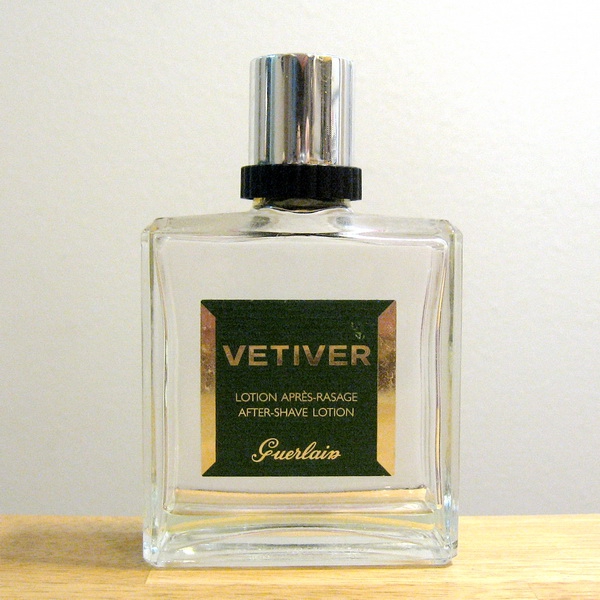 VETIVER
LOTION APRÈS-RASAGE
AFTER-SHAVE LOTION
Guerlain